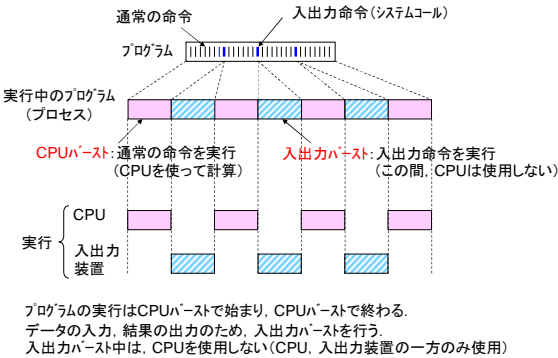 通常の命令
入出力命令(システムコール)
プログラム
実行中のプログラム
(プロセス)
CPUバースト:通常の命令を実行
(CPUを使って計算)
入出力バースト:入出力命令を実行
(この間,CPUは使用しない)
CPU
実行
入出力
装置
プログラムの実行はCPUバーストで始まり,CPUバーストで終わる.
データの入力,結果の出力のため,入出力バーストを行う.
入出力バースト中は,CPUを使用しない(CPU,入出力装置の一方のみ使用)